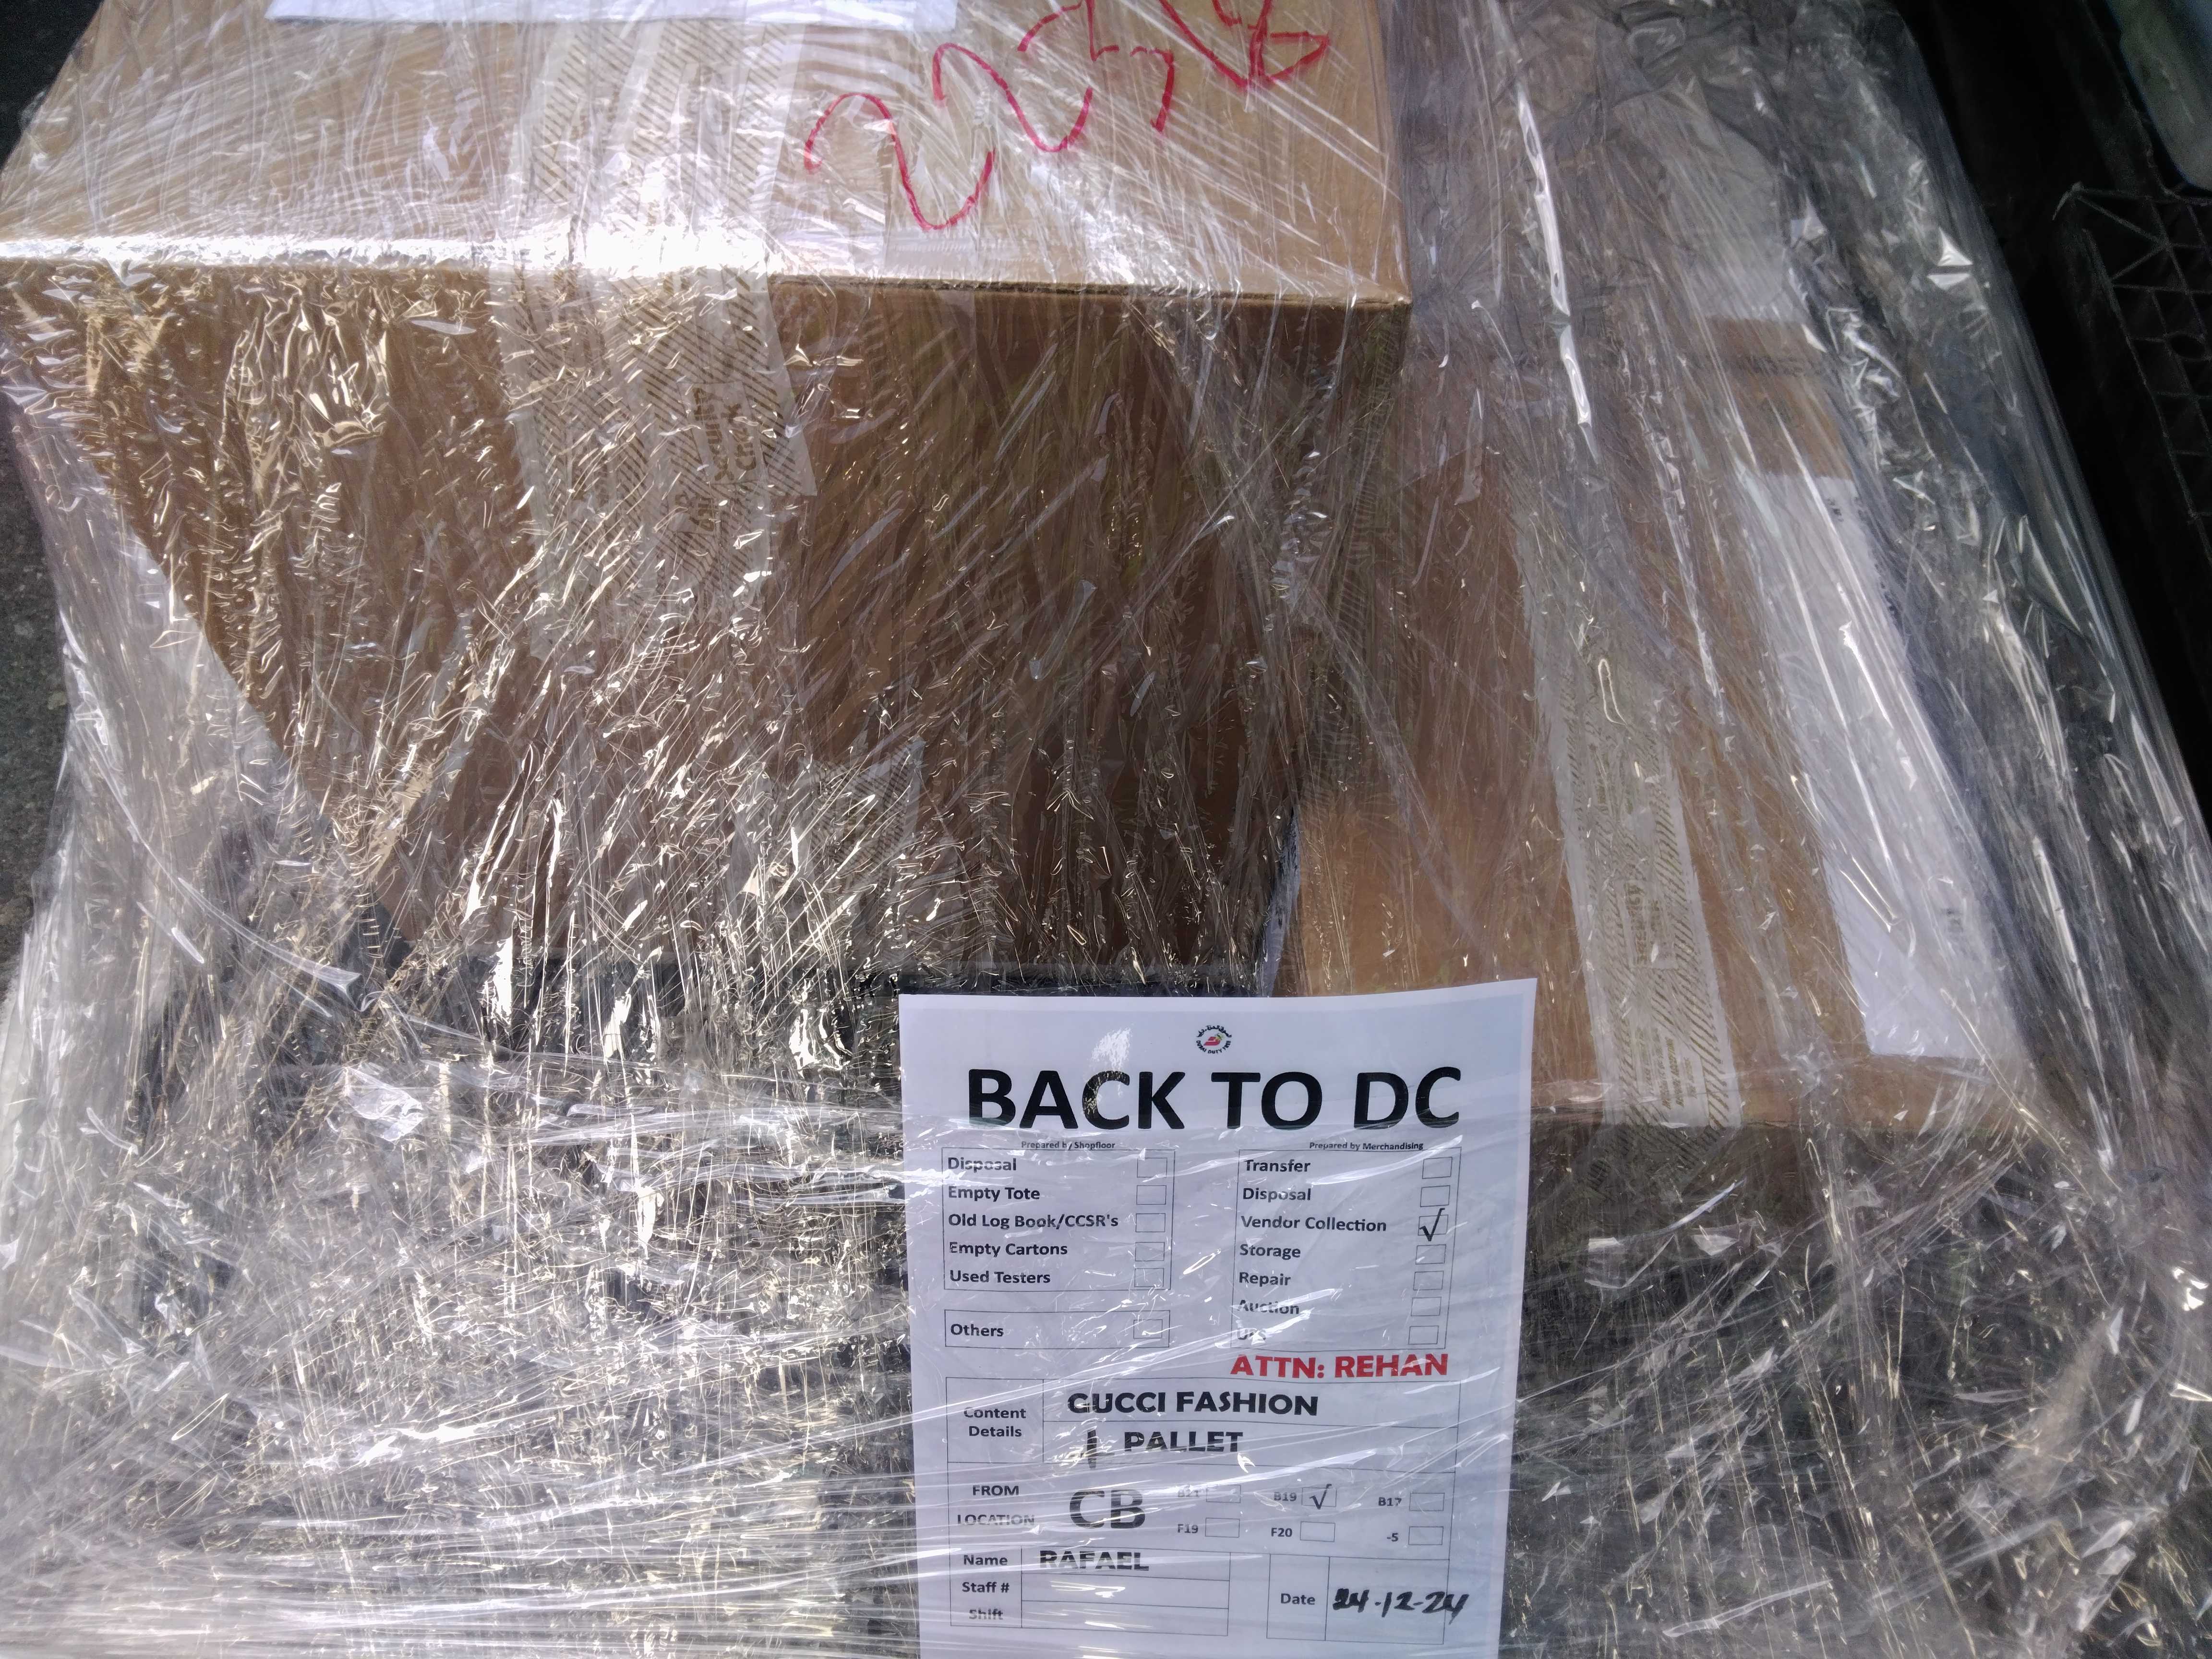 BACK TO DC
Prepared by Shopfloor
Disposal
Empty Tote
Old Log Book/CCSR's
Empty Cartons
Used Testers
Others
Prepared by Merchandising
Transfer
Disposal
Vendor Collection √
Storage
Repair
Auction
ATTN: REHAN
Content Details
GUCCI FASHION
1 PALLET
FROM LOCATION
CB
B21 B19 √ B17
F19 F20 -5
Name RAFAEL
Staff #
Shift
Date 24-12-24